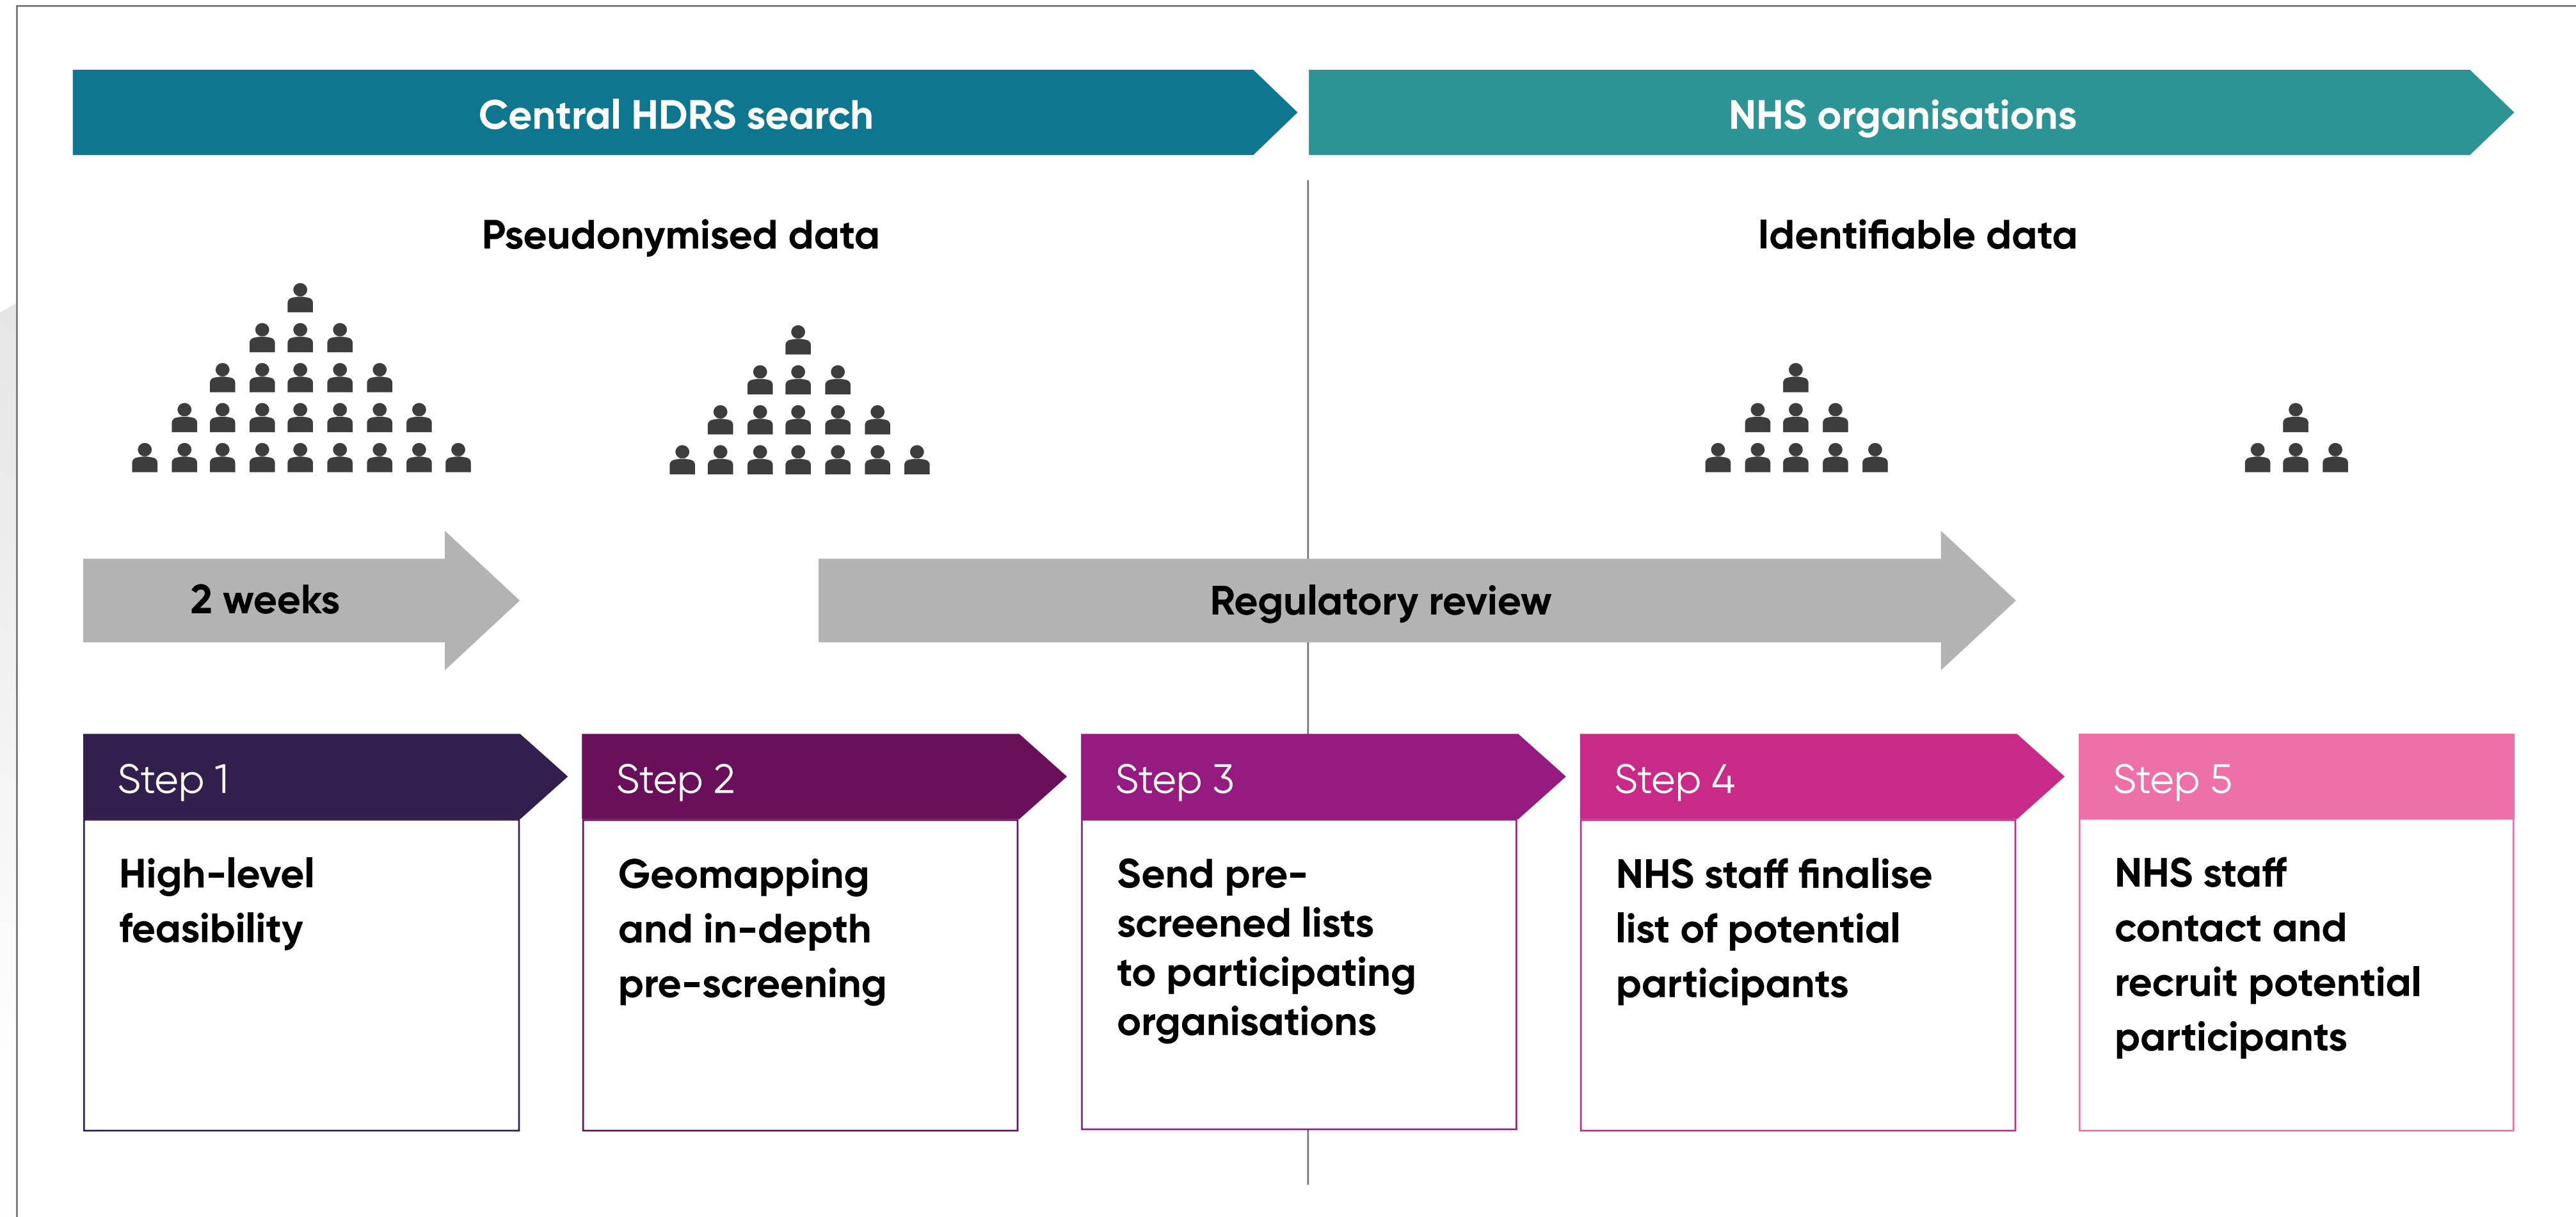 Central HDRS search
NHS organisations
Pseudonymised data
Identifiable data
2 weeks
Regulatory review
Step 1
High-level
feasibility
Step 2
Geomapping
and in-depth
pre-screening
Step 3
Send pre-
screened lists
to participating
organisations
Step 4
NHS staff finalise
list of potential
participants
Step 5
NHS staff
contact and
recruit potential
participants